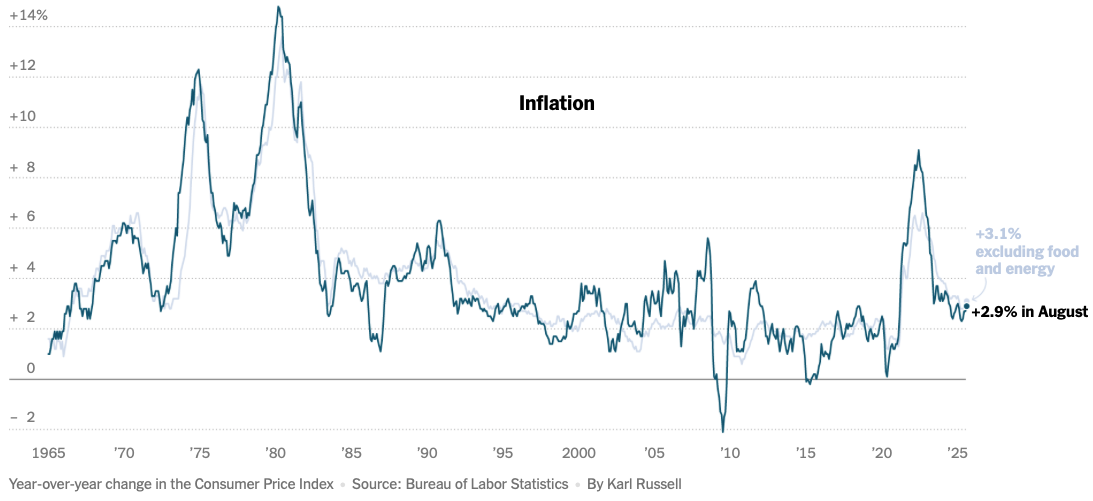 +14%
+12
Inflation
+10
+ 8
+ 6
+3.1%
excluding food
and energy
+ 4
+2.9% in August
+ 2
0
– 2
1965 ’70 ’75 ’80 ’85 ’90 ’95 2000 ’05 ’10 ’15 ’20 ’25
Year-over-year change in the Consumer Price Index • Source: Bureau of Labor Statistics • By Karl Russell